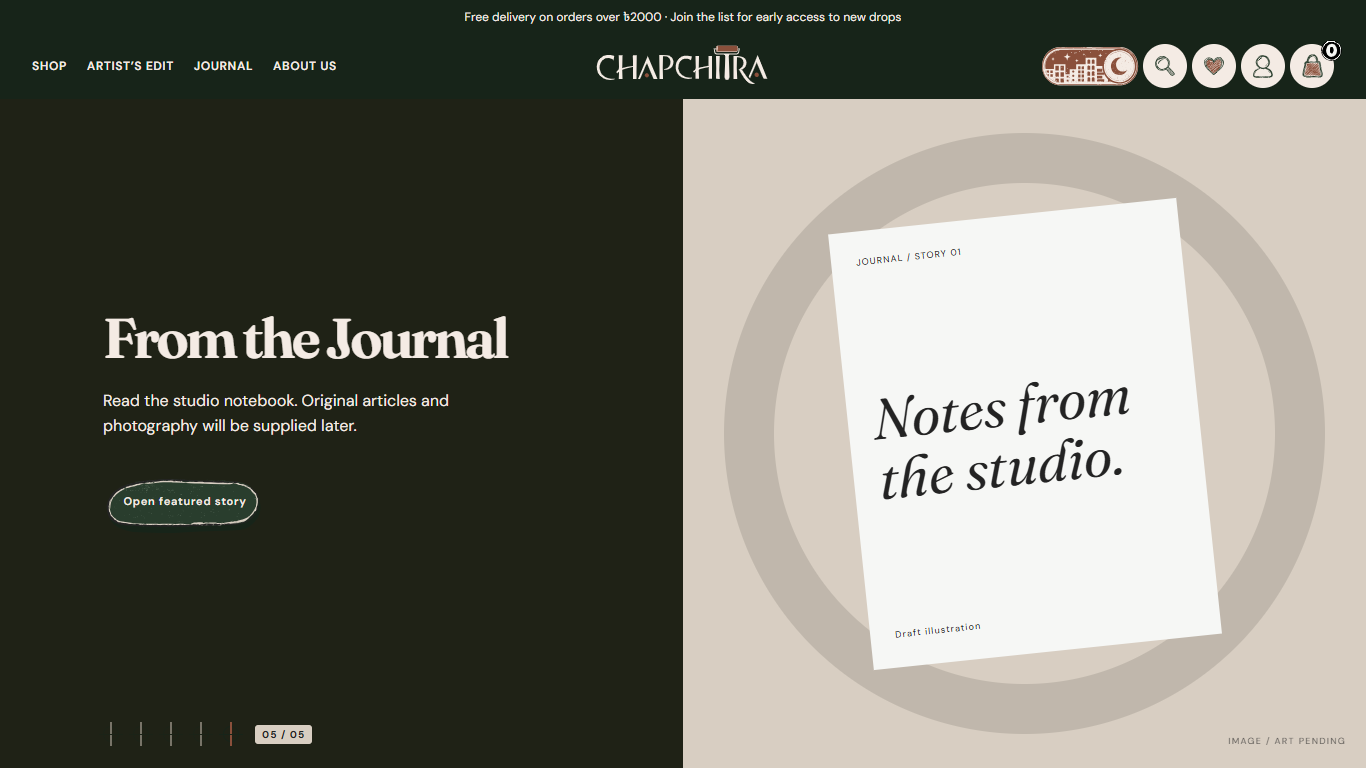 Free delivery on orders over ৳2000 · Join the list for early access to new drops
SHOP ARTIST’S EDIT JOURNAL ABOUT US
CHAPCHITRA
0
From the Journal
Read the studio notebook. Original articles and
photography will be supplied later.
Open featured story
05 / 05
JOURNAL / STORY 01
Notes from
the studio.
Draft illustration
IMAGE / ART PENDING